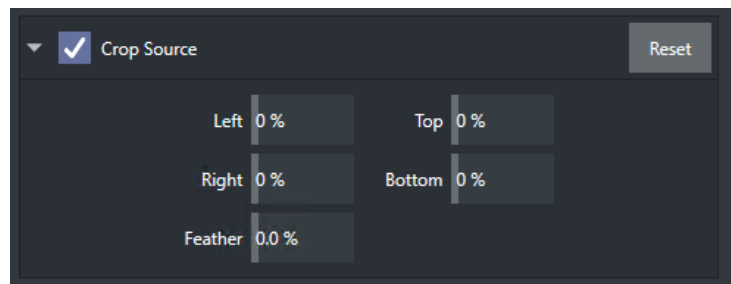 Crop Source Reset
Left 0 % Top 0 %
Right 0 % Bottom 0 %
Feather 0.0 %